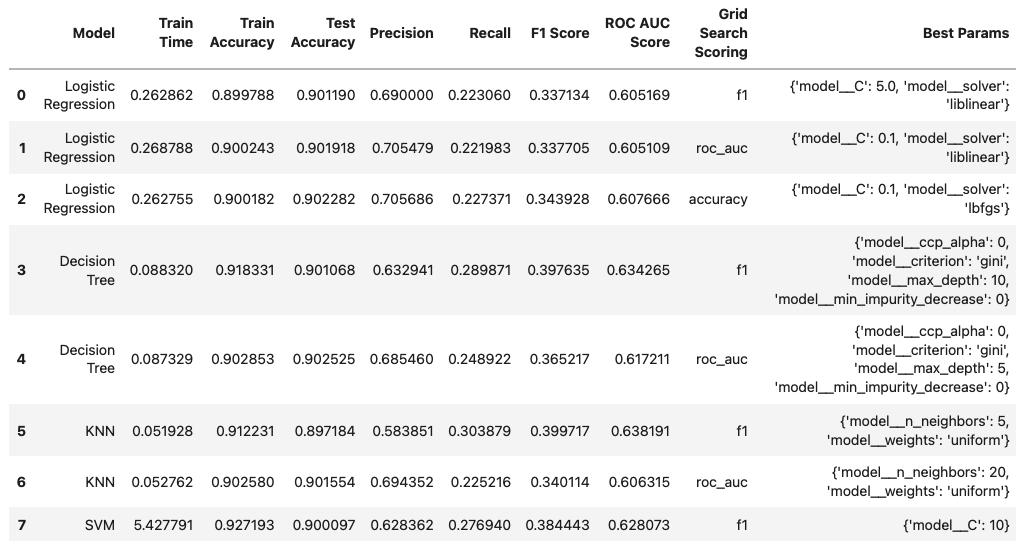 Model Train Time Train Accuracy Test Accuracy Precision Recall F1 Score ROC AUC Score Grid Search Scoring Best Params
0 Logistic Regression 0.262862 0.899788 0.901190 0.690000 0.223060 0.337134 0.605169 f1 {'model__C': 5.0, 'model__solver': 'liblinear'}
1 Logistic Regression 0.268788 0.900243 0.901918 0.705479 0.221983 0.337705 0.605109 roc_auc {'model__C': 0.1, 'model__solver': 'liblinear'}
2 Logistic Regression 0.262755 0.900182 0.902282 0.705686 0.227371 0.343928 0.607666 accuracy {'model__C': 0.1, 'model__solver': 'lbfgs'}
3 Decision Tree 0.088320 0.918331 0.901068 0.632941 0.289871 0.397635 0.634265 f1 {'model__ccp_alpha': 0, 'model__criterion': 'gini', 'model__max_depth': 10, 'model__min_impurity_decrease': 0}
4 Decision Tree 0.087329 0.902853 0.902525 0.685460 0.248922 0.365217 0.617211 roc_auc {'model__ccp_alpha': 0, 'model__criterion': 'gini', 'model__max_depth': 5, 'model__min_impurity_decrease': 0}
5 KNN 0.051928 0.912231 0.897184 0.583851 0.303879 0.399717 0.638191 f1 {'model__n_neighbors': 5, 'model__weights': 'uniform'}
6 KNN 0.052762 0.902580 0.901554 0.694352 0.225216 0.340114 0.606315 roc_auc {'model__n_neighbors': 20, 'model__weights': 'uniform'}
7 SVM 5.427791 0.927193 0.900097 0.628362 0.276940 0.384443 0.628073 f1 {'model__C': 10}